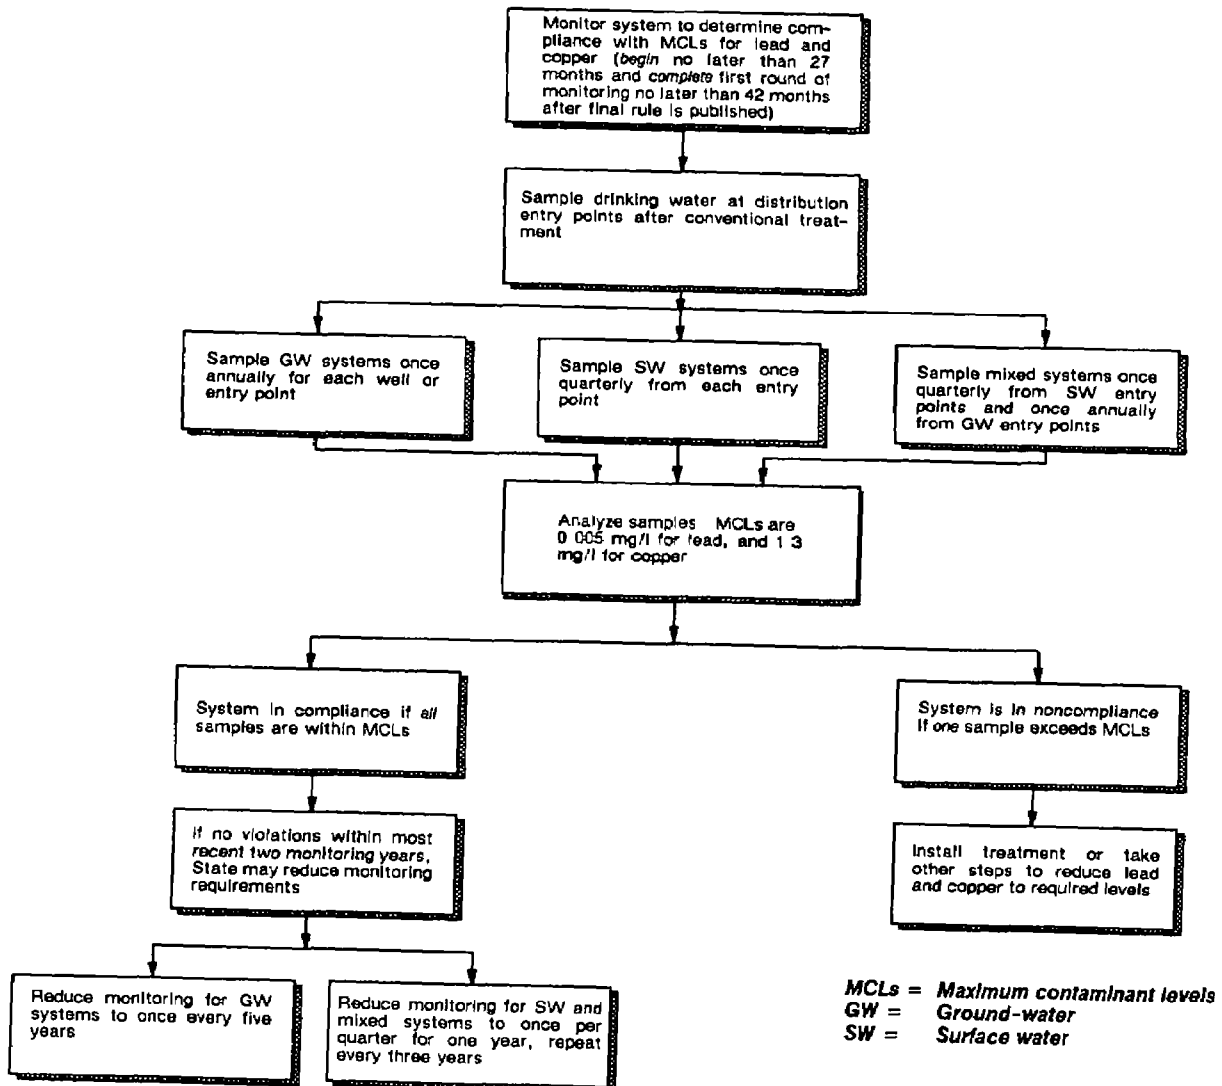 Monitor system to determine com-
pliance with MCLs for lead and
copper (begin no later than 27
months and complete first round of
monitoring no later than 42 months
after final rule is published)
Sample drinking water at distribution
entry points after conventional treat-
ment
Sample GW systems once
annually for each well or
entry point
Sample SW systems once
quarterly from each entry
point
Sample mixed systems once
quarterly from SW entry
points and once annually
from GW entry points
Analyze samples MCLs are
0 005 mg/l for lead, and 1 3
mg/l for copper
System in compliance if all
samples are within MCLs
System is in noncompliance
if one sample exceeds MCLs
If no violations within most
recent two monitoring years,
State may reduce monitoring
requirements
Install treatment or take
other steps to reduce lead
and copper to required levels
Reduce monitoring for GW
systems to once every five
years
Reduce monitoring for SW and
mixed systems to once per
quarter for one year, repeat
every three years
MCLs = Maximum contaminant levels
GW = Ground-water
SW = Surface water